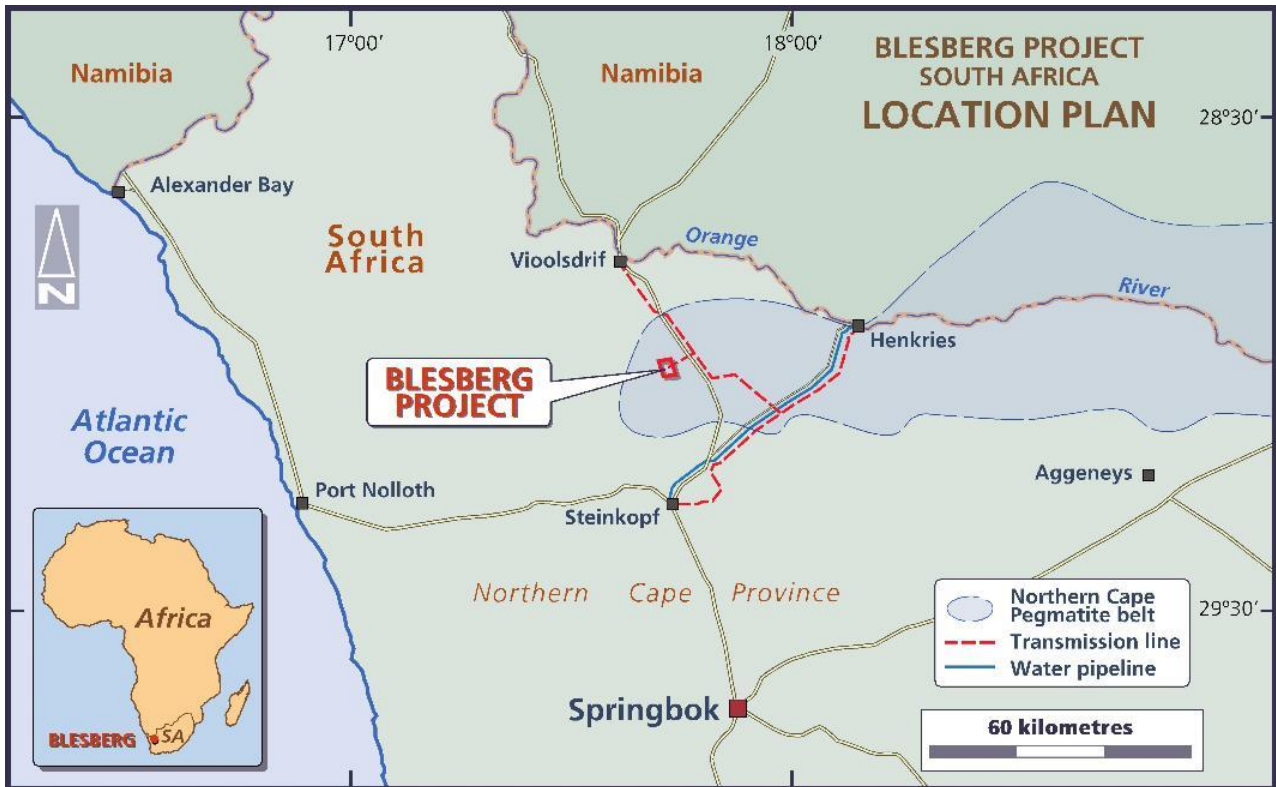 17°00'
18°00'
BLESBERG PROJECT
SOUTH AFRICA
LOCATION PLAN
Namibia
Namibia
28°30'
Alexander Bay
South
Africa
Vioolsdrif
Orange
River
Henkries
N
BLESBERG
PROJECT
Atlantic
Ocean
Port Nolloth
Steinkopf
Aggeneys
Northern Cape Province
Africa
SA
BLESBERG
Springbok
Northern Cape
Pegmatite belt
Transmission line
Water pipeline
29°30'
60 kilometres